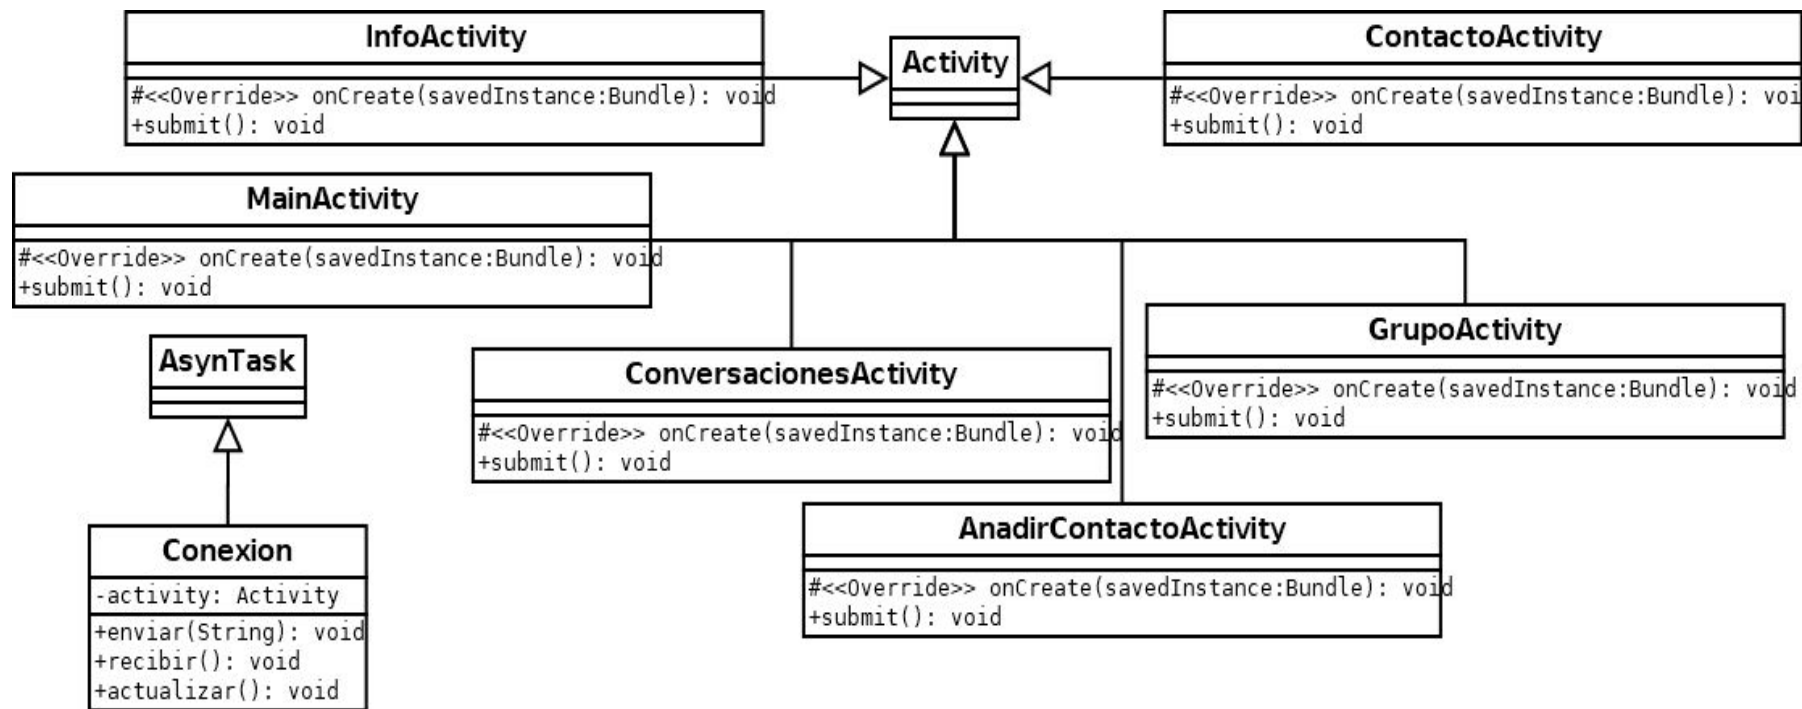 InfoActivity
#<<Override>> onCreate(savedInstance:Bundle): void
+submit(): void
Activity
ContactoActivity
#<<Override>> onCreate(savedInstance:Bundle): voi
+submit(): void
MainActivity
#<<Override>> onCreate(savedInstance:Bundle): void
+submit(): void
AsynTask
ConversacionesActivity
#<<Override>> onCreate(savedInstance:Bundle): void
+submit(): void
GrupoActivity
#<<Override>> onCreate(savedInstance:Bundle): void
+submit(): void
Conexion
-activity: Activity
+enviar(String): void
+recibir(): void
+actualizar(): void
AnadirContactoActivity
#<<Override>> onCreate(savedInstance:Bundle): void
+submit(): void